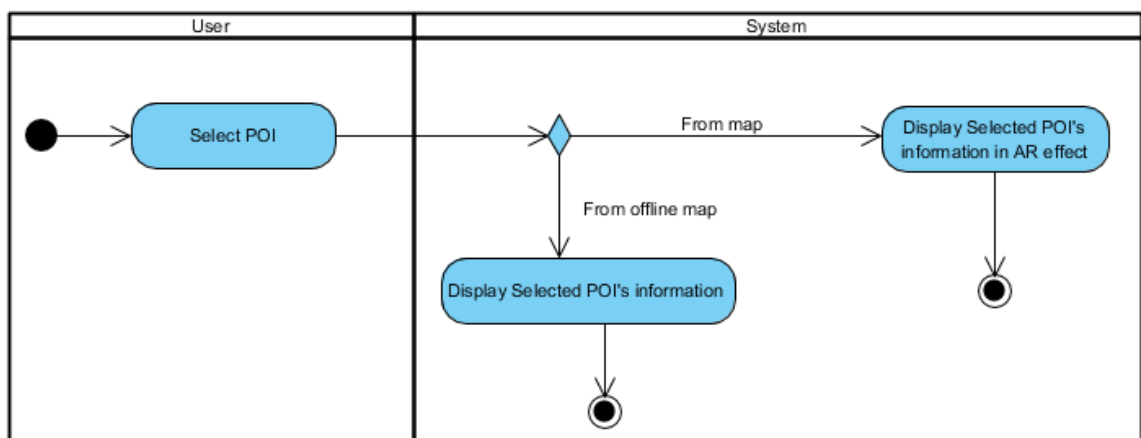 User
System
Select POI
From map
Display Selected POI's
information in AR effect
From offline map
Display Selected POI's information